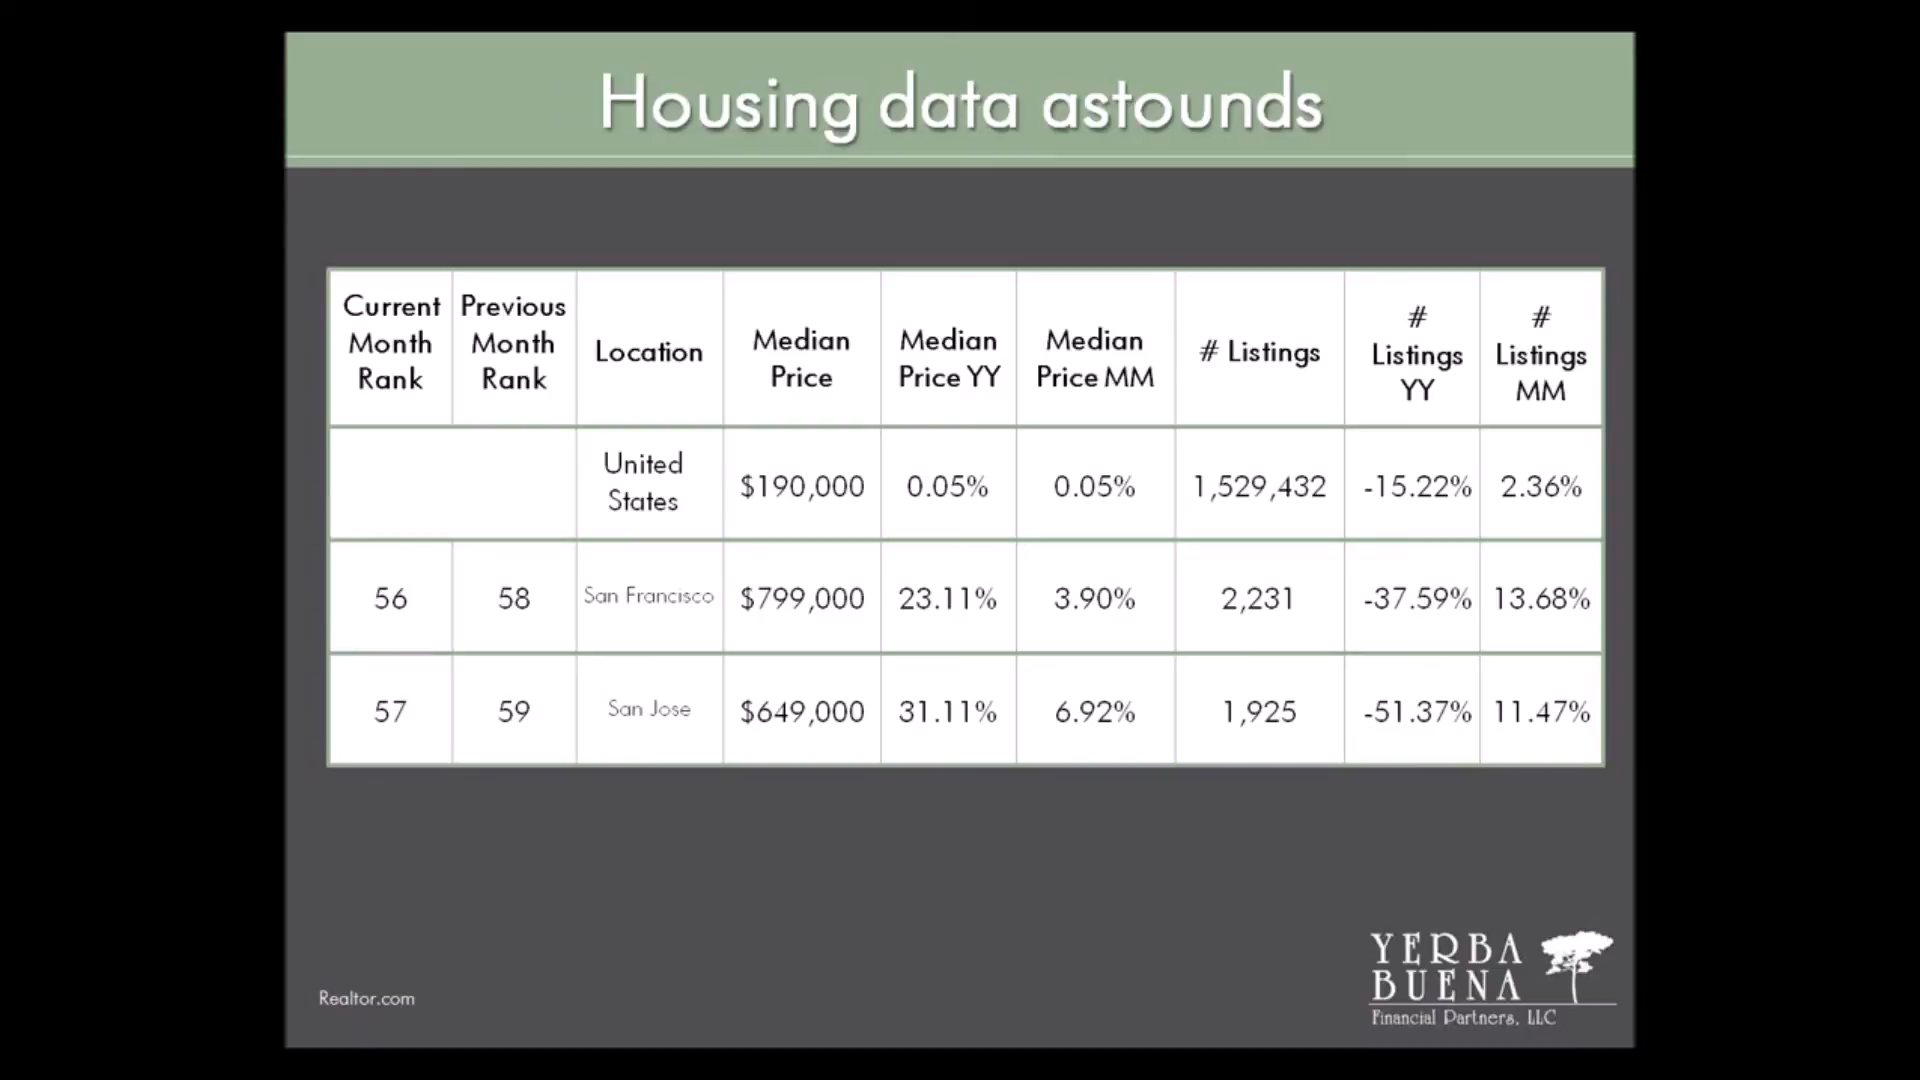 Housing data astounds
Current Month Rank	Previous Month Rank	Location	Median Price	Median Price YY	Median Price MM	# Listings	# Listings YY	# Listings MM
United States	$190,000	0.05%	0.05%	1,529,432	-15.22%	2.36%
56	58	San Francisco	$799,000	23.11%	3.90%	2,231	-37.59%	13.68%
57	59	San Jose	$649,000	31.11%	6.92%	1,925	-51.37%	11.47%
Realtor.com
YERBA
BUENA
Financial Partners, LLC